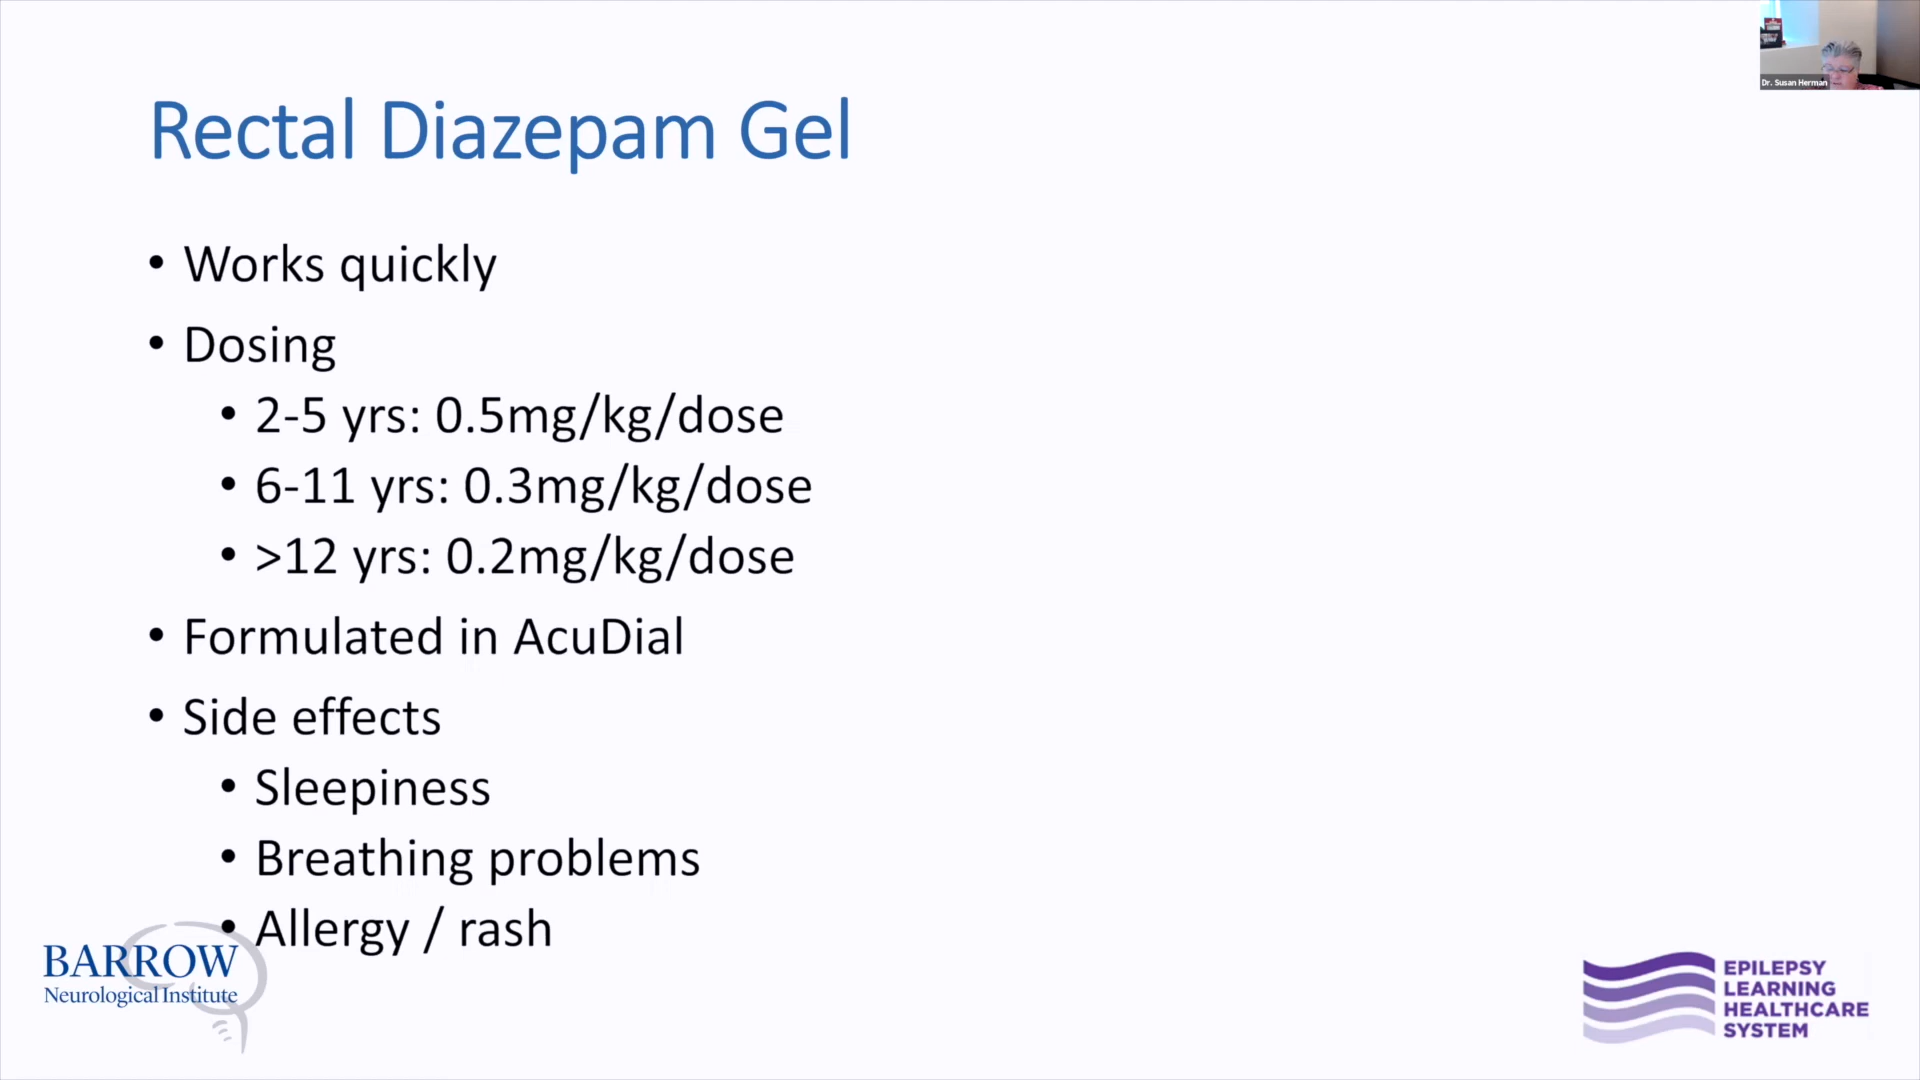 Dr. Susan Herman
Rectal Diazepam Gel
• Works quickly
• Dosing
• 2-5 yrs: 0.5mg/kg/dose
• 6-11 yrs: 0.3mg/kg/dose
• >12 yrs: 0.2mg/kg/dose
• Formulated in AcuDial
• Side effects
• Sleepiness
• Breathing problems
• Allergy / rash
BARROW
Neurological Institute
EPILEPSY
LEARNING
HEALTHCARE
SYSTEM